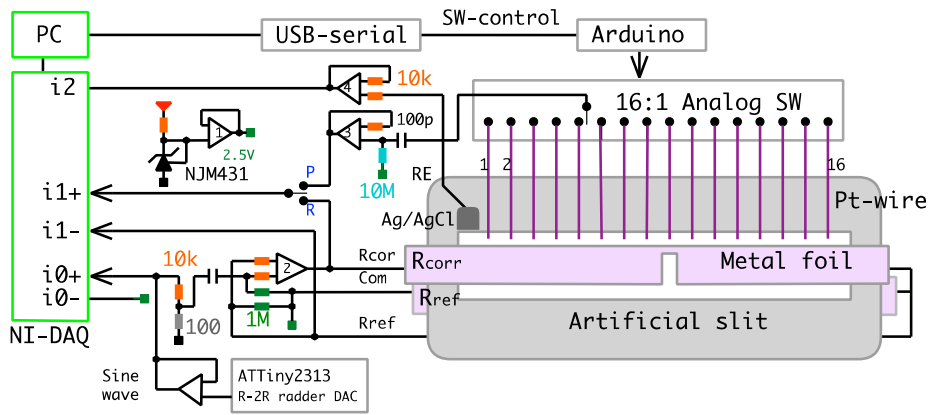 SW-control
PC
USB-serial
Arduino
i2
4
10k
16:1 Analog SW
100p
1
2.5V
3
NJM431
1
2
16
P
10M
RE
i1+
R
Pt-wire
Ag/AgCl
i1-
10k
Rcor
Rcorr
Metal foil
i0+
2
Com
i0-
Rref
1M
100
Rref
Artificial slit
NI-DAQ
Sine
wave
ATTiny2313
R-2R radder DAC